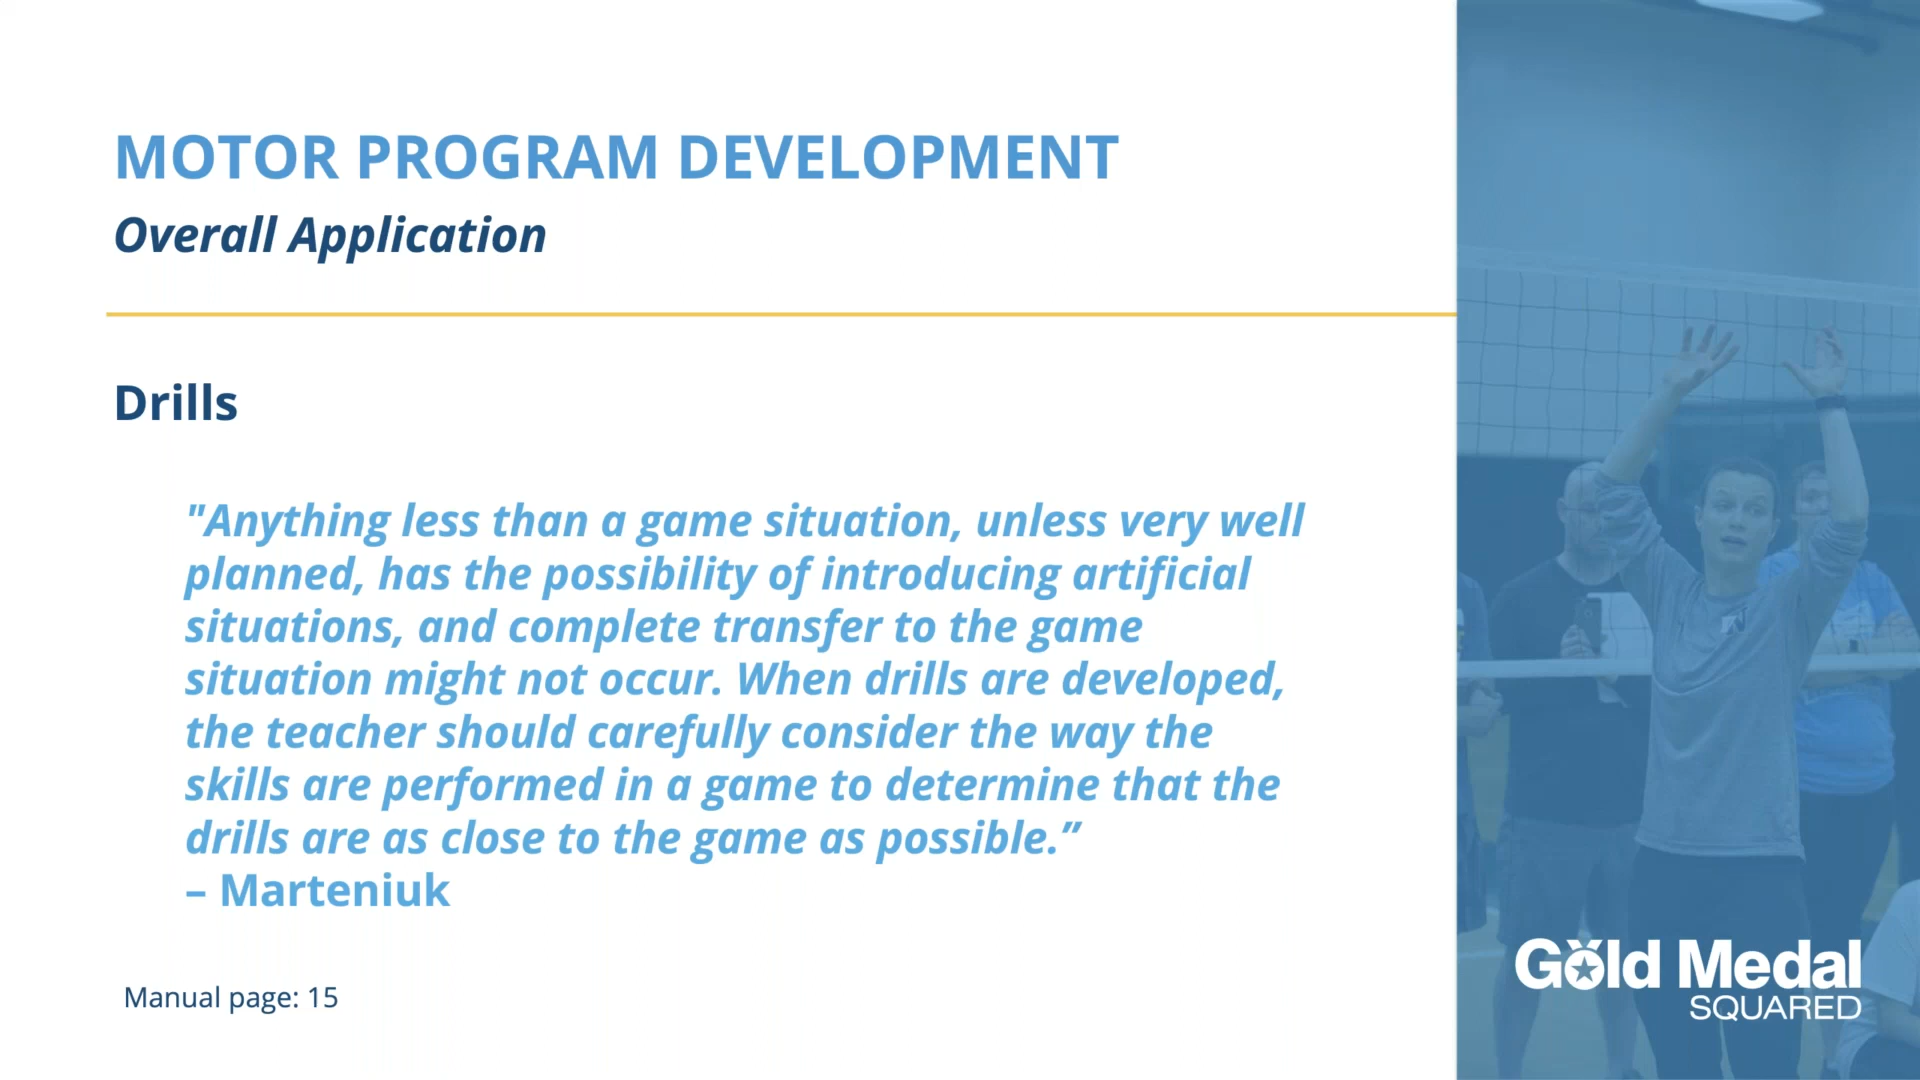 MOTOR PROGRAM DEVELOPMENT
Overall Application
Drills
"Anything less than a game situation, unless very well
planned, has the possibility of introducing artificial
situations, and complete transfer to the game
situation might not occur. When drills are developed,
the teacher should carefully consider the way the
skills are performed in a game to determine that the
drills are as close to the game as possible.”
– Marteniuk
Manual page: 15
Gold Medal
SQUARED